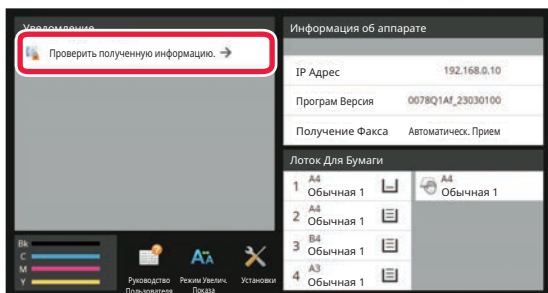 Уведомление
Проверить полученную информацию. →
Bk
C
M
Y
Руководство
Пользователя
Режим Увелич.
Показа
Установки
Информация об аппарате
IP Адрес 192.168.0.10
Програм Версия 0078Q1Af_23030100
Получение Факса Автоматическ. Прием
Лоток Для Бумаги
1 A4
Обычная 1
A4
Обычная 1
2 A4
Обычная 1
3 B4
Обычная 1
4 A3
Обычная 1